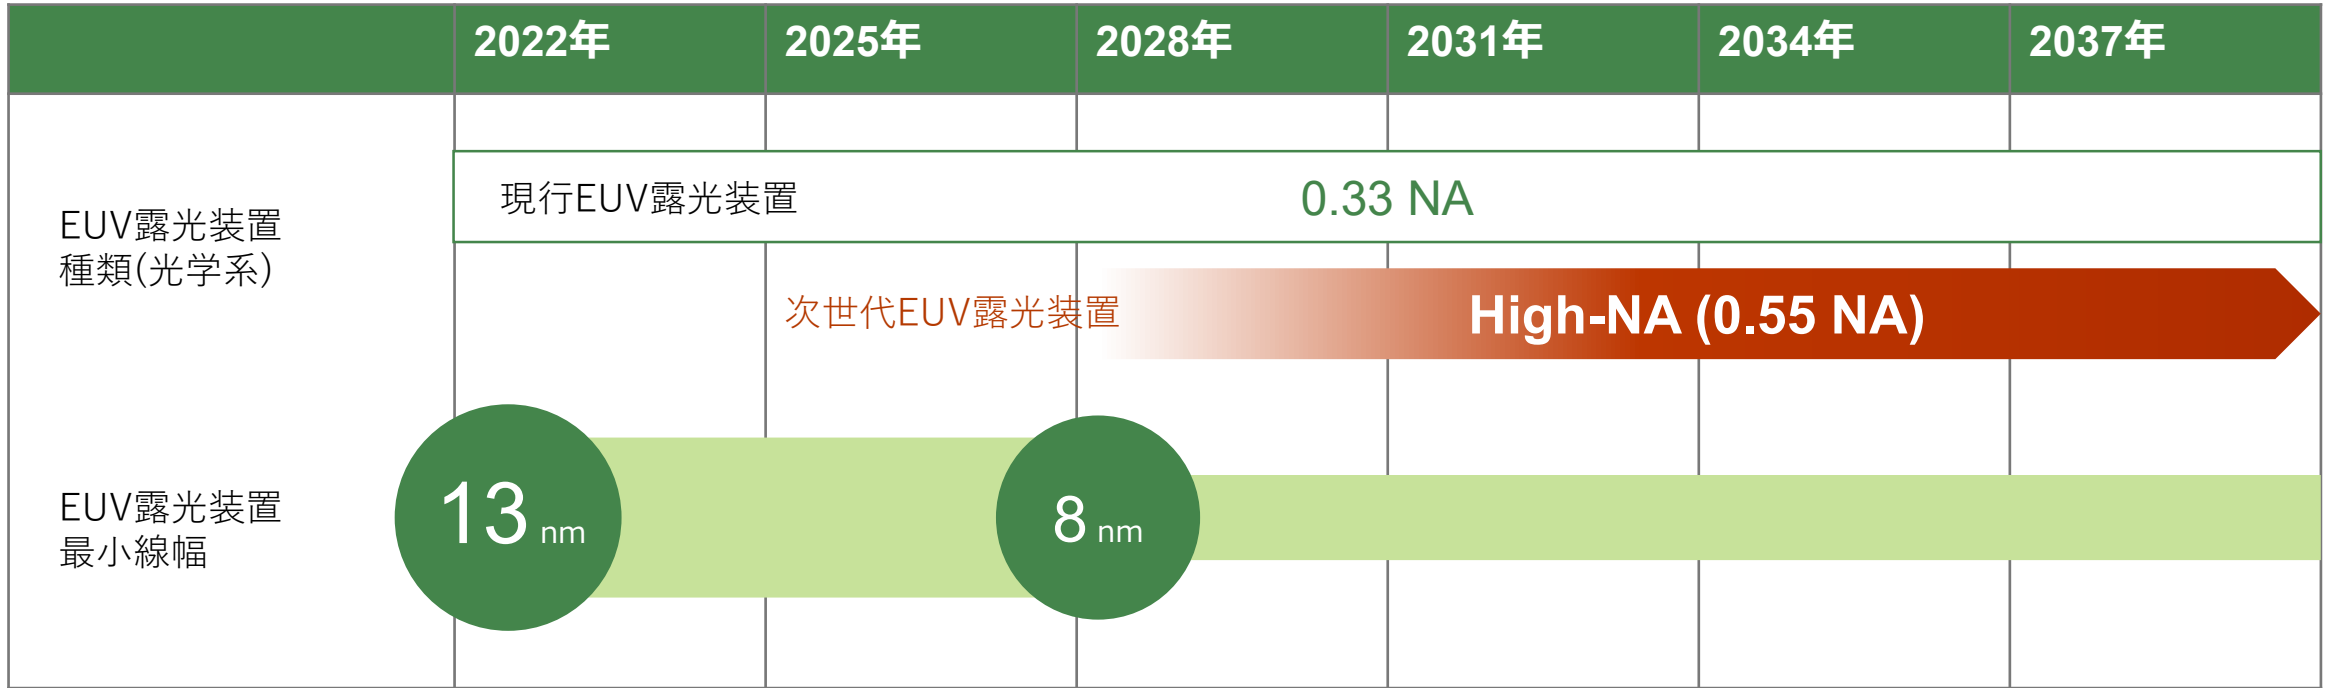 2022年 2025年 2028年 2031年 2034年 2037年
EUV露光装置
種類(光学系)
現行EUV露光装置 0.33 NA
次世代EUV露光装置 High-NA (0.55 NA)
EUV露光装置
最小線幅
13 nm 8 nm